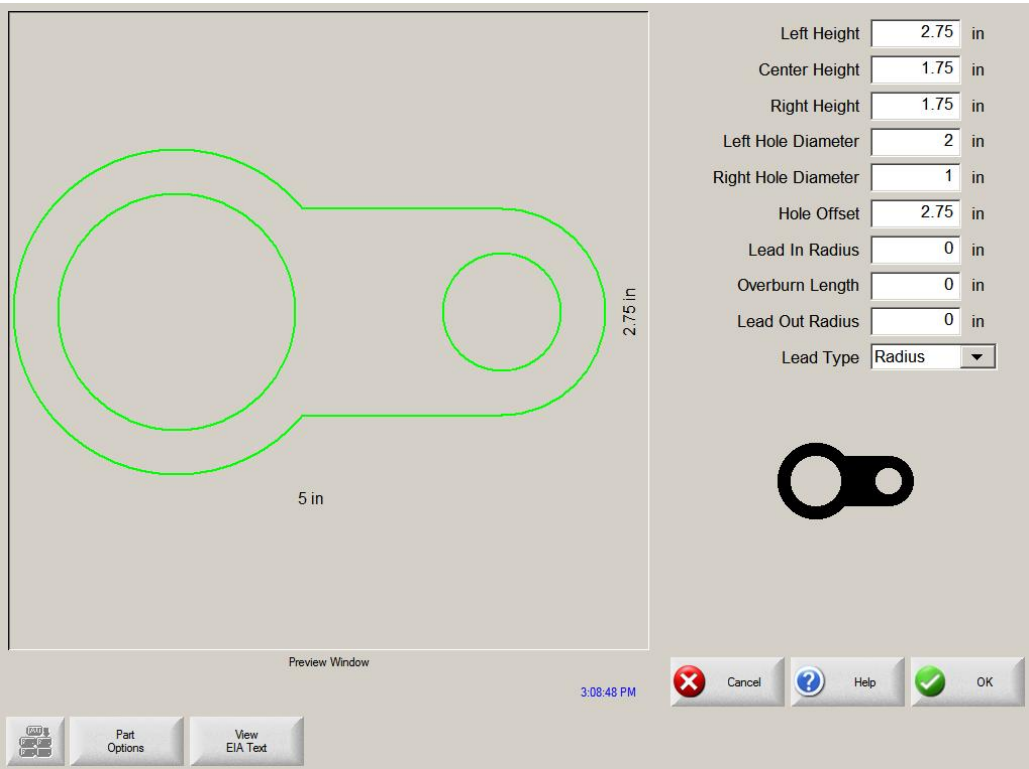 Left Height 2.75 in
Center Height 1.75 in
Right Height 1.75 in
Left Hole Diameter 2 in
Right Hole Diameter 1 in
Hole Offset 2.75 in
Lead In Radius 0 in
Overburn Length 0 in
Lead Out Radius 0 in
Lead Type Radius
2.75 in
5 in
Preview Window
3:08:48 PM
Cancel
Help
OK
Part
Options
View
EIA Text